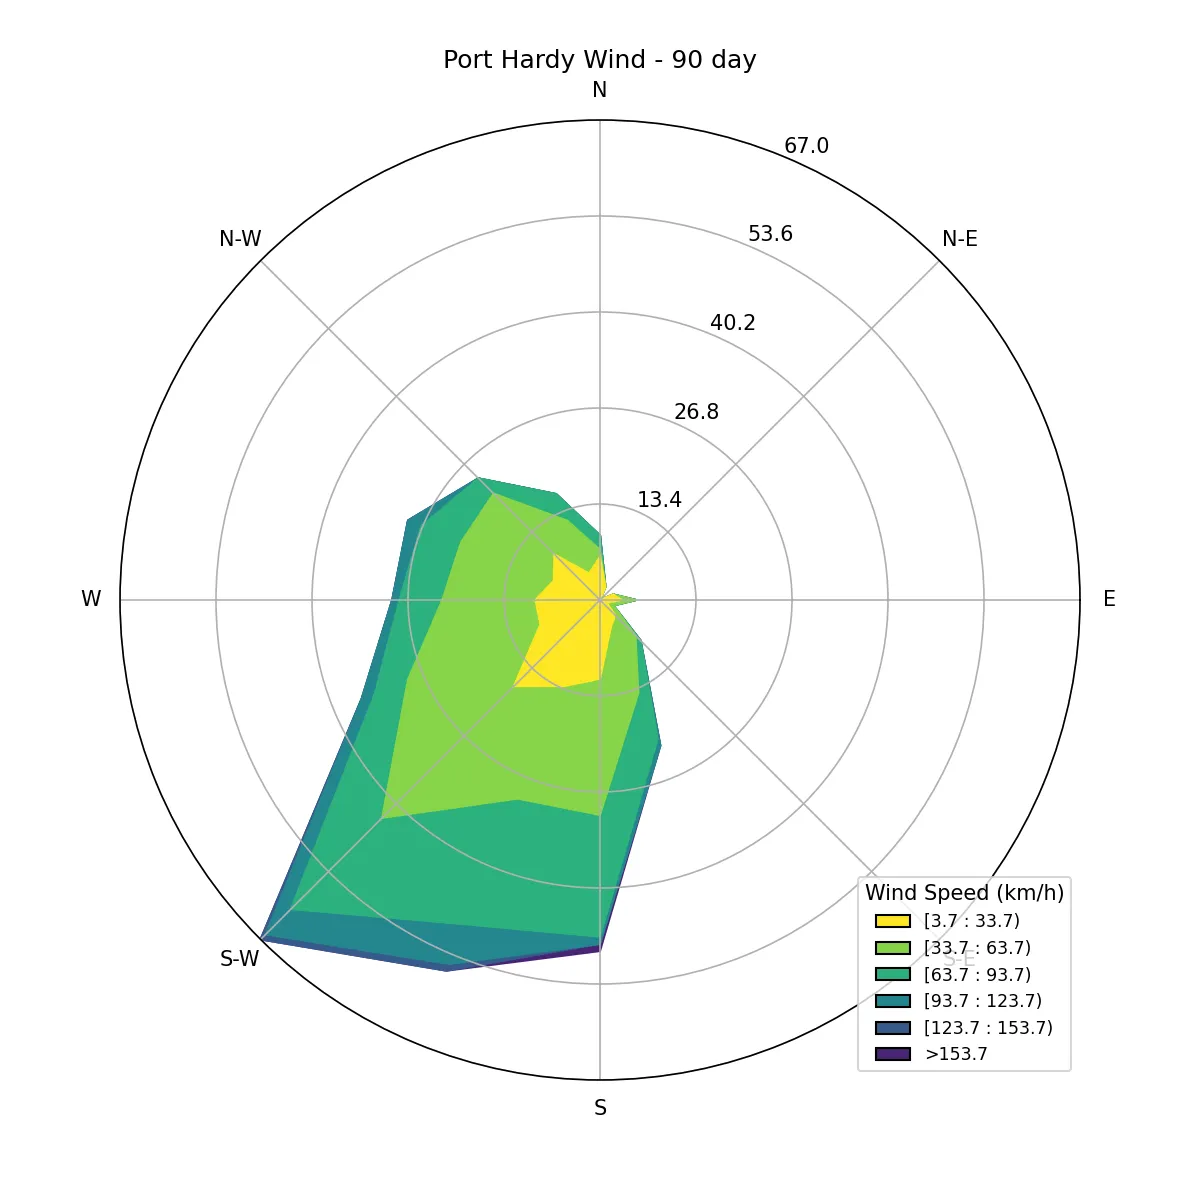 Port Hardy Wind - 90 day
N
67.0
53.6
N-W
N-E
40.2
26.8
13.4
W
E
Wind Speed (km/h)
[3.7 : 33.7)
[33.7 : 63.7)
S-W
S-E
[63.7 : 93.7)
[93.7 : 123.7)
[123.7 : 153.7)
>153.7
S